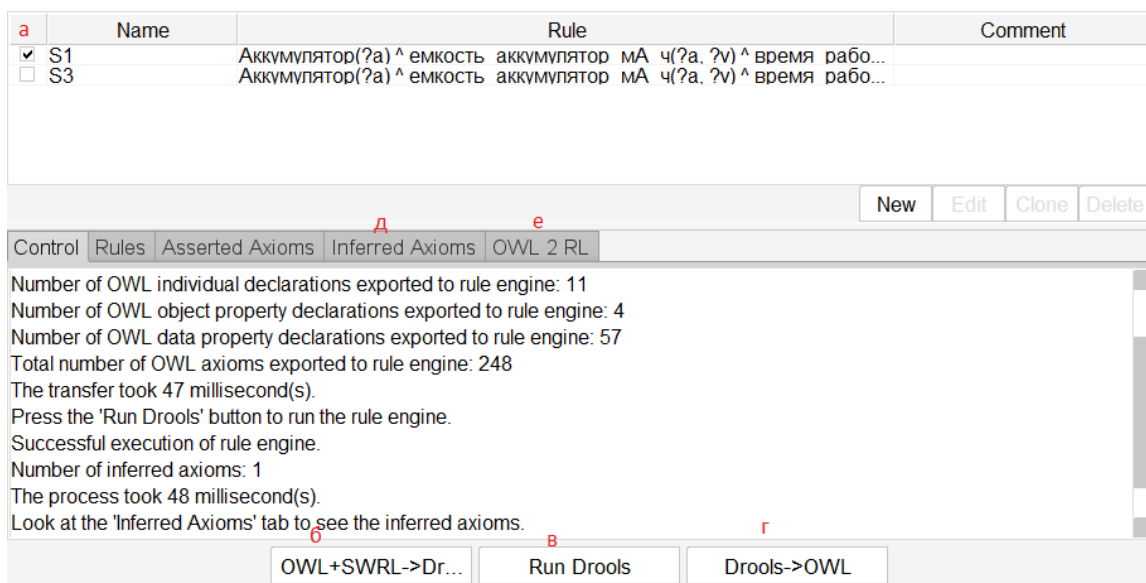 а Name Rule Comment
S1 Аккумулятор(?a) ^ емкость_аккумулятор_мА_ч(?a, ?v) ^ время_рабо...
S3 Аккумулятор(?a) ^ емкость_аккумулятор_мА_ч(?a, ?v) ^ время_рабо...
New Edit Clone Delete
д е
Control Rules Asserted Axioms Inferred Axioms OWL 2 RL
Number of OWL individual declarations exported to rule engine: 11
Number of OWL object property declarations exported to rule engine: 4
Number of OWL data property declarations exported to rule engine: 57
Total number of OWL axioms exported to rule engine: 248
The transfer took 47 millisecond(s).
Press the 'Run Drools' button to run the rule engine.
Successful execution of rule engine.
Number of inferred axioms: 1
The process took 48 millisecond(s).
Look at the 'Inferred Axioms' tab to see the inferred axioms.
б в г
OWL+SWRL->Dr... Run Drools Drools->OWL